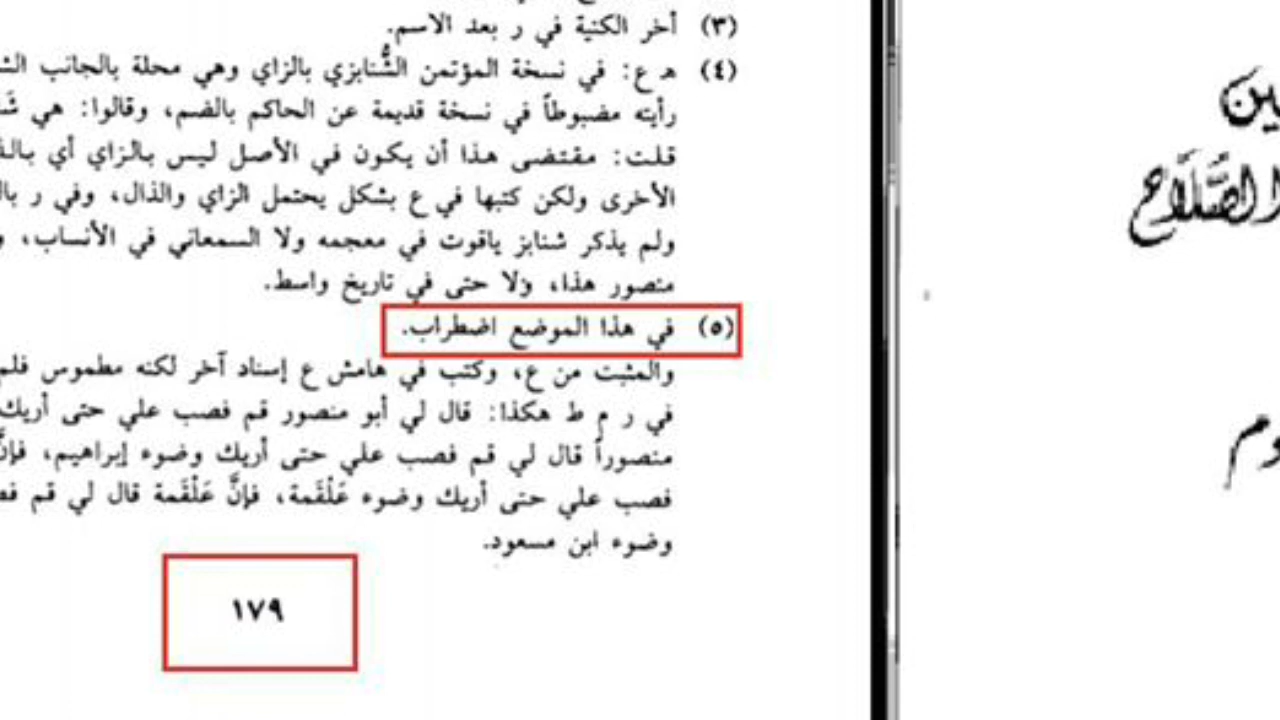 (٣) أخر الكنية في ر بعد الاسم.
(٤) هـ ع: في نسخة المؤتمن الشُّنابزي بالزاي وهي محلة بالجانب
رأيته مضبوطاً في نسخة قديمة عن الحاكم بالضم، وقالوا: هي
قلت: مقتضى هذا أن يكون في الأصل ليس بالزاي أي
الأخرى ولكن كتبها في ع بشكل يحتمل الزاي والذال، وفي ر
ولم يذكر شنابز ياقوت في معجمه ولا السمعاني في الأنساب،
منصور هذا، ولا حتى في تاريخ واسط.
(٥) في هذا الموضع اضطراب.
والمثبت من ع، وكتب في هامش ع إسناد آخر لكنه مطموس فلم
في ر م ط هكذا: قال لي أبو منصور قم فصب علي حتى أريك
منصوراً قال لي قم فصب علي حتى أريك وضوء إبراهيم، فإنَّ
فصب علي حتى أريك وضوء عَلْقَمة، فإنَّ عَلْقَمة قال لي قم
وضوء ابن مسعود.
١٧٩
الصَّلَاح